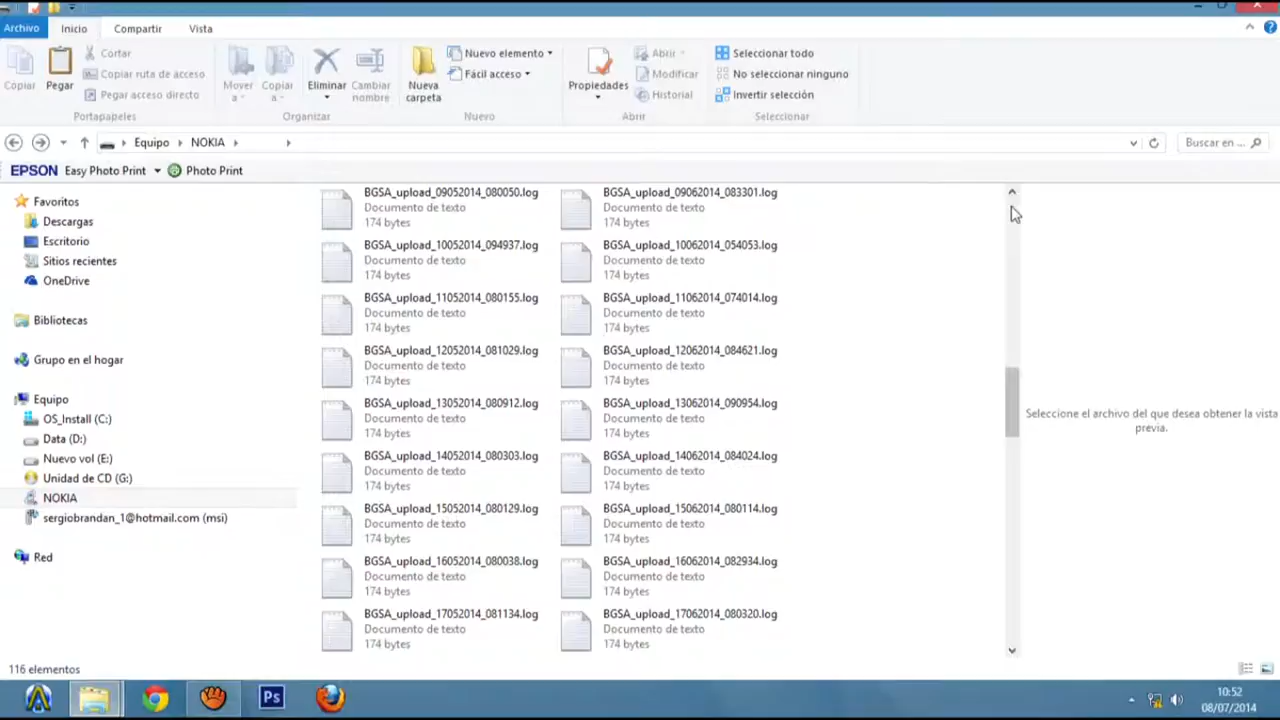 Archivo Inicio Compartir Vista
Copiar
Pegar
Cortar
Copiar ruta de acceso
Pegar acceso directo
Portapapeles
Mover a
Copiar a
Eliminar
Cambiar nombre
Organizar
Nueva carpeta
Nuevo elemento
Fácil acceso
Nuevo
Propiedades
Abrir
Modificar
Historial
Abrir
Seleccionar todo
No seleccionar ninguno
Invertir selección
Seleccionar
Equipo NOKIA
Buscar en ...
EPSON Easy Photo Print Photo Print
Favoritos
Descargas
Escritorio
Sitios recientes
OneDrive
Bibliotecas
Grupo en el hogar
Equipo
OS_Install (C:)
Data (D:)
Nuevo vol (E:)
Unidad de CD (G:)
NOKIA
sergiobrandan_1@hotmail.com (msi)
Red
BGSA_upload_09052014_080050.log
Documento de texto
174 bytes
BGSA_upload_09062014_083301.log
Documento de texto
174 bytes
BGSA_upload_10052014_094937.log
Documento de texto
174 bytes
BGSA_upload_10062014_054053.log
Documento de texto
174 bytes
BGSA_upload_11052014_080155.log
Documento de texto
174 bytes
BGSA_upload_11062014_074014.log
Documento de texto
174 bytes
BGSA_upload_12052014_081029.log
Documento de texto
174 bytes
BGSA_upload_12062014_084621.log
Documento de texto
174 bytes
BGSA_upload_13052014_080912.log
Documento de texto
174 bytes
BGSA_upload_13062014_090954.log
Documento de texto
174 bytes
BGSA_upload_14052014_080303.log
Documento de texto
174 bytes
BGSA_upload_14062014_084024.log
Documento de texto
174 bytes
BGSA_upload_15052014_080129.log
Documento de texto
174 bytes
BGSA_upload_15062014_080114.log
Documento de texto
174 bytes
BGSA_upload_16052014_080038.log
Documento de texto
174 bytes
BGSA_upload_16062014_082934.log
Documento de texto
174 bytes
BGSA_upload_17052014_081134.log
Documento de texto
174 bytes
BGSA_upload_17062014_080320.log
Documento de texto
174 bytes
Seleccione el archivo del que desea obtener la vista
previa.
116 elementos
Ps
10:52
08/07/2014